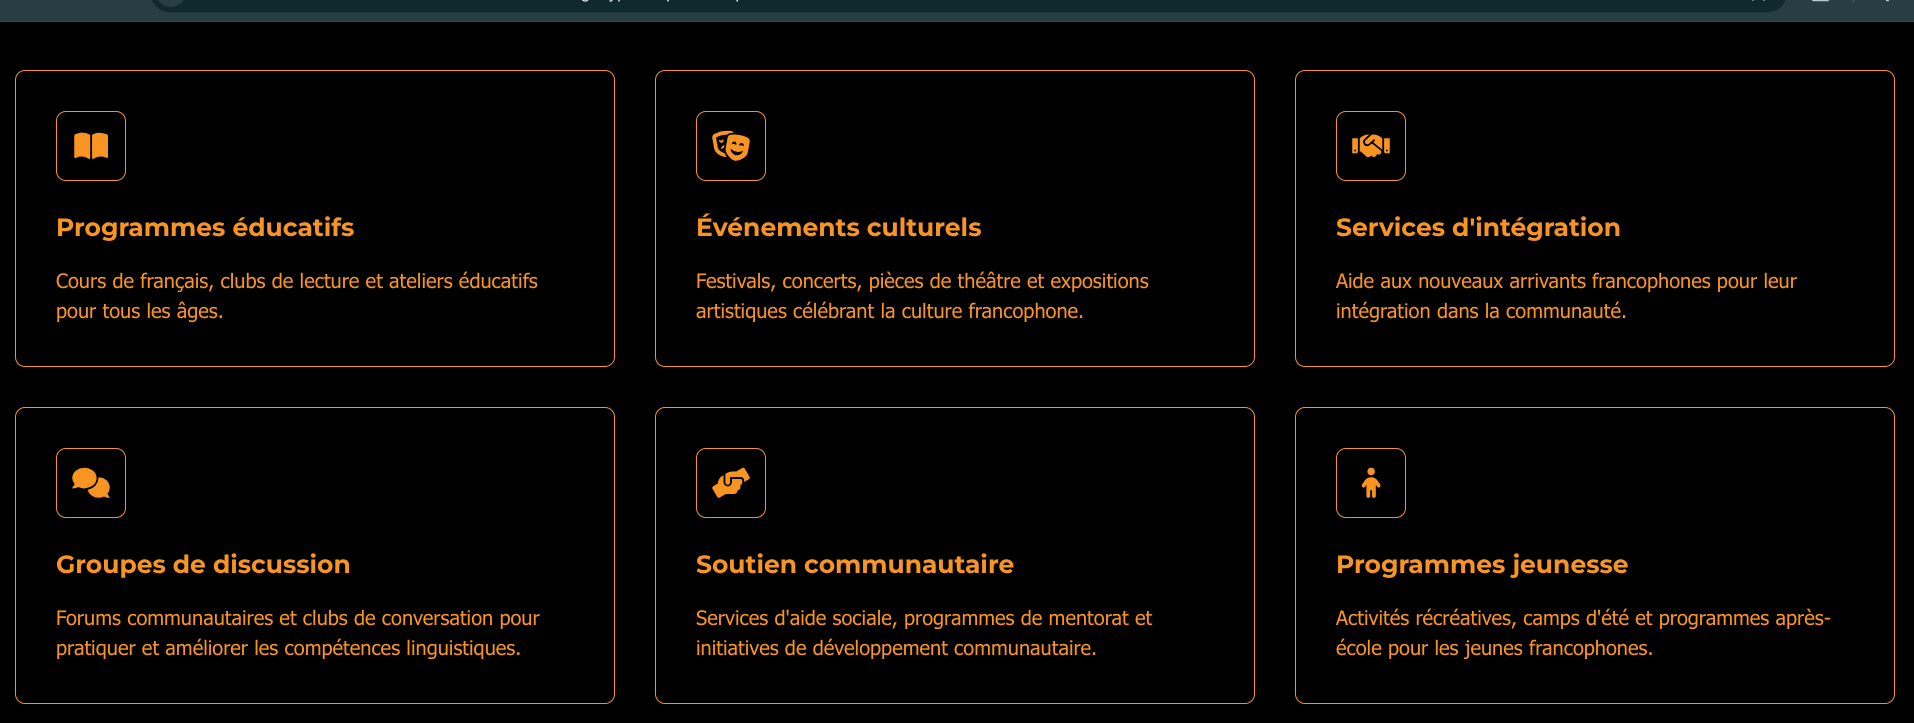 Programmes éducatifs
Cours de français, clubs de lecture et ateliers éducatifs
pour tous les âges.
Événements culturels
Festivals, concerts, pièces de théâtre et expositions
artistiques célébrant la culture francophone.
Services d'intégration
Aide aux nouveaux arrivants francophones pour leur
intégration dans la communauté.
Groupes de discussion
Forums communautaires et clubs de conversation pour
pratiquer et améliorer les compétences linguistiques.
Soutien communautaire
Services d'aide sociale, programmes de mentorat et
initiatives de développement communautaire.
Programmes jeunesse
Activités récréatives, camps d'été et programmes après-
école pour les jeunes francophones.